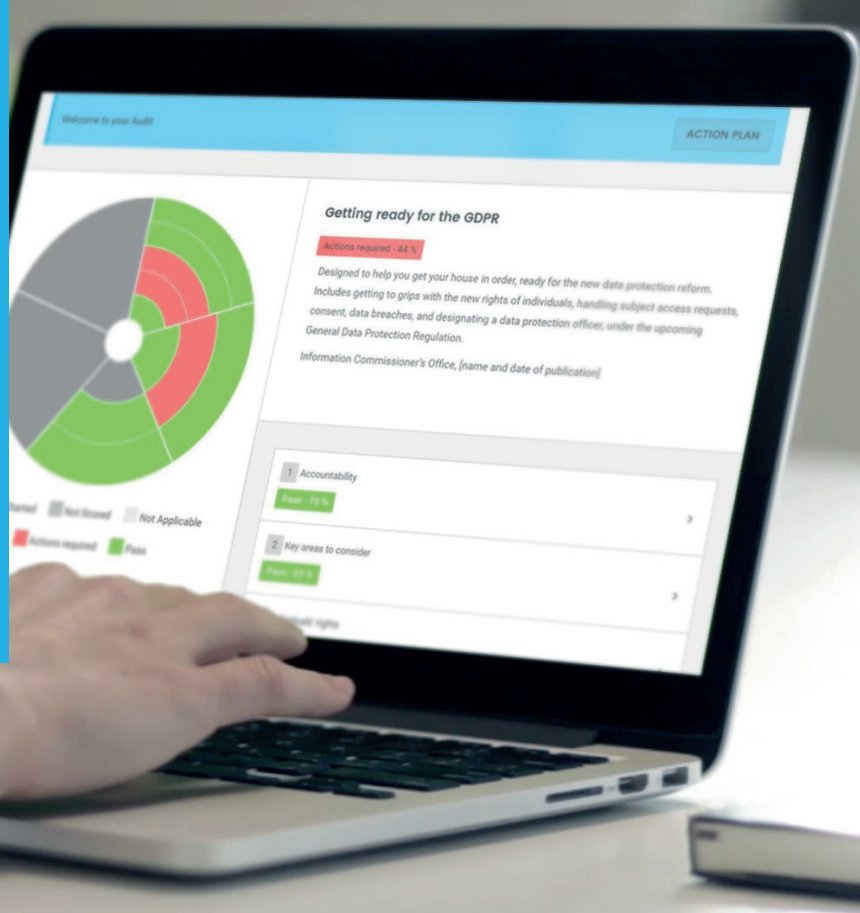 Welcome to your Audit
ACTION PLAN
Getting ready for the GDPR
Actions required - 44 %
Designed to help you get your house in order, ready for the new data protection reform.
Includes getting to grips with the new rights of individuals, handling subject access requests,
consent, data breaches, and designating a data protection officer, under the upcoming
General Data Protection Regulation.
Information Commissioner's Office, [name and date of publication]
1 Accountability
Pass - 70 %
2 Key areas to consider
Pass
rights
Not Scored
Not Applicable
Actions required
Pass